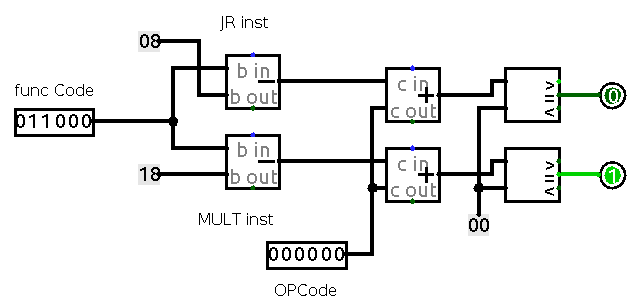 JR inst
08
b in
b out
c in
+
c out
>
=
<
0
func Code
011000
b in
b out
c in
+
c out
>
=
<
1
18
MULT inst
00
000000
OPCode